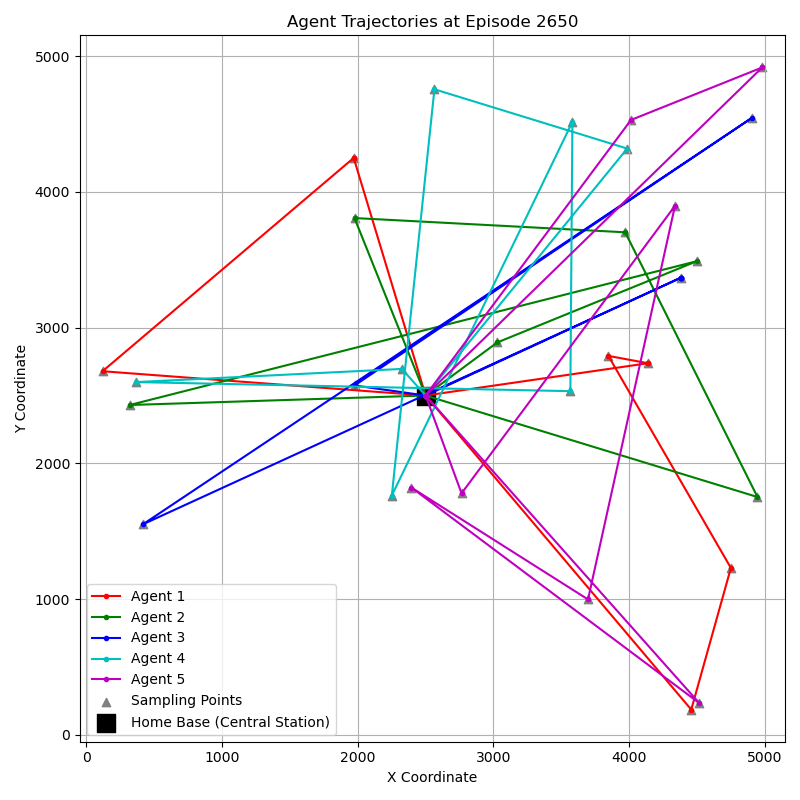 Agent Trajectories at Episode 2650
Y Coordinate
5000
4000
3000
2000
1000
0
Agent 1
Agent 2
Agent 3
Agent 4
Agent 5
Sampling Points
Home Base (Central Station)
0 1000 2000 3000 4000 5000
X Coordinate